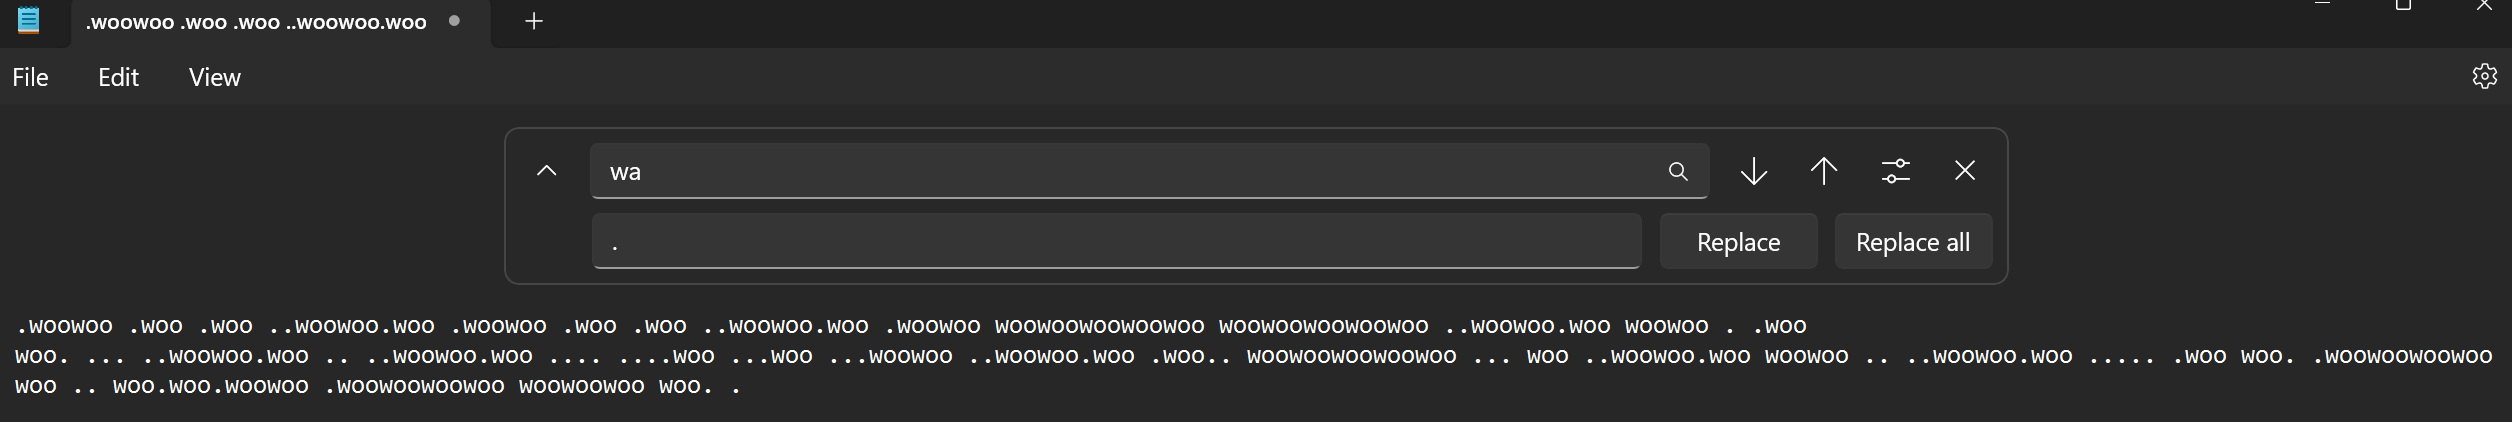 .woowoo .woo .woo ..woowoo.woo
File Edit View
wa
. Replace Replace all
.woowoo .woo .woo ..woowoo.woo .woowoo .woo .woo ..woowoo.woo .woowoo woowoowoowoowoo woowoowoowoowoo ..woowoo.woo woowoo . .woo
woo. ... ..woowoo.woo .. ..woowoo.woo .... ....woo ...woo ...woowoo ..woowoo.woo .woo.. woowoowoowoowoo ... woo ..woowoo.woo woowoo .. ..woowoo.woo ..... .woo woo. .woowoowoowoo
woo .. woo.woo.woowoo .woowoowoowoo woowoowoo woo. .